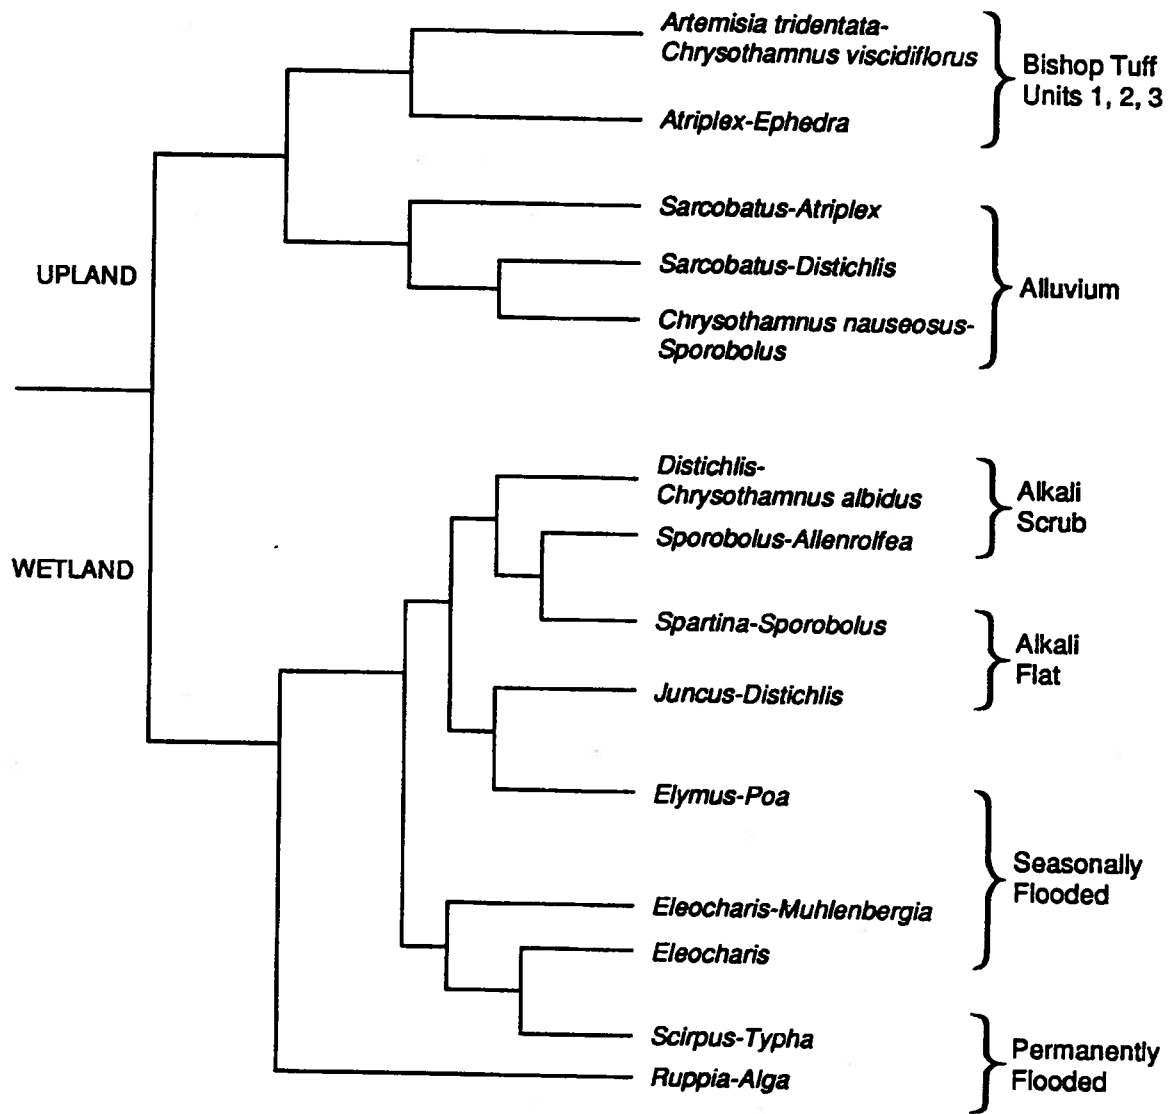 Artemisia tridentata-
Chrysothamnus viscidiflorus
Bishop Tuff
Units 1, 2, 3
Atriplex-Ephedra
Sarcobatus-Atriplex
UPLAND
Sarcobatus-Distichlis
Alluvium
Chrysothamnus nauseosus-
Sporobolus
Distichlis-
Chrysothamnus albidus
Alkali
Scrub
Sporobolus-Allenrolfea
WETLAND
Spartina-Sporobolus
Alkali
Flat
Juncus-Distichlis
Elymus-Poa
Seasonally
Flooded
Eleocharis-Muhlenbergia
Eleocharis
Scirpus-Typha
Permanently
Flooded
Ruppia-Alga